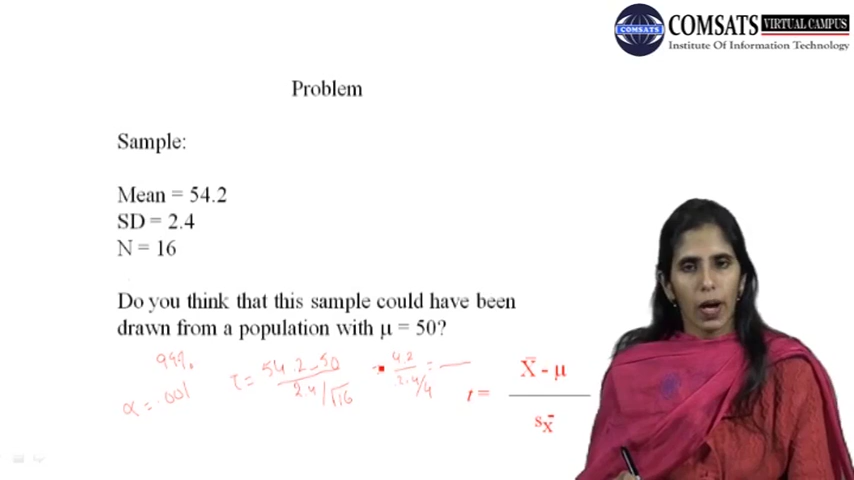 COMSATS
COMSATS VIRTUAL CAMPUS
Institute Of Information Technology
Problem
Sample:
Mean = 54.2
SD = 2.4
N = 16
Do you think that this sample could have been
drawn from a population with μ = 50?
99%
α = .001
t = 54.2 - 50 / 2.4/√16 = 4.2 / 2.4/4 = —
t = X̄ - μ / sx̄